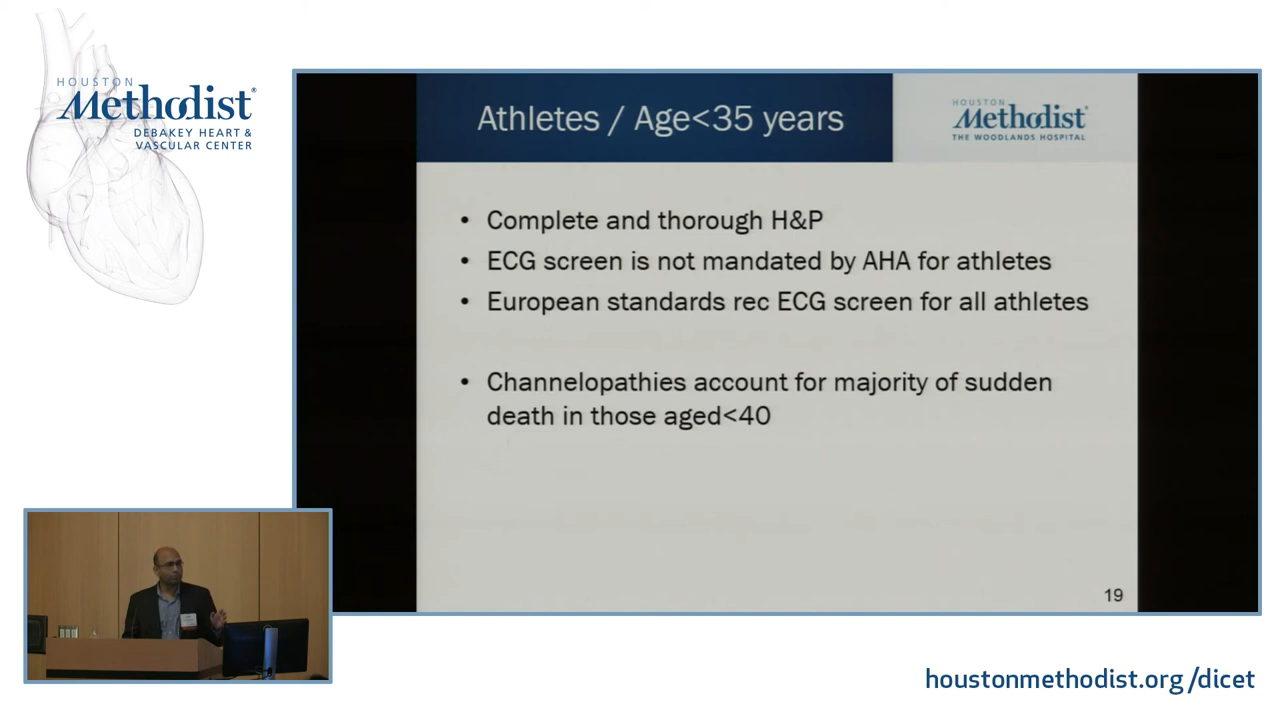 HOUSTON
Methodist®
DEBAKEY HEART &
VASCULAR CENTER
Athletes / Age<35 years
HOUSTON
Methodist®
THE WOODLANDS HOSPITAL
• Complete and thorough H&P
• ECG screen is not mandated by AHA for athletes
• European standards rec ECG screen for all athletes
• Channelopathies account for majority of sudden
death in those aged<40
19
houstonmethodist.org/dicet